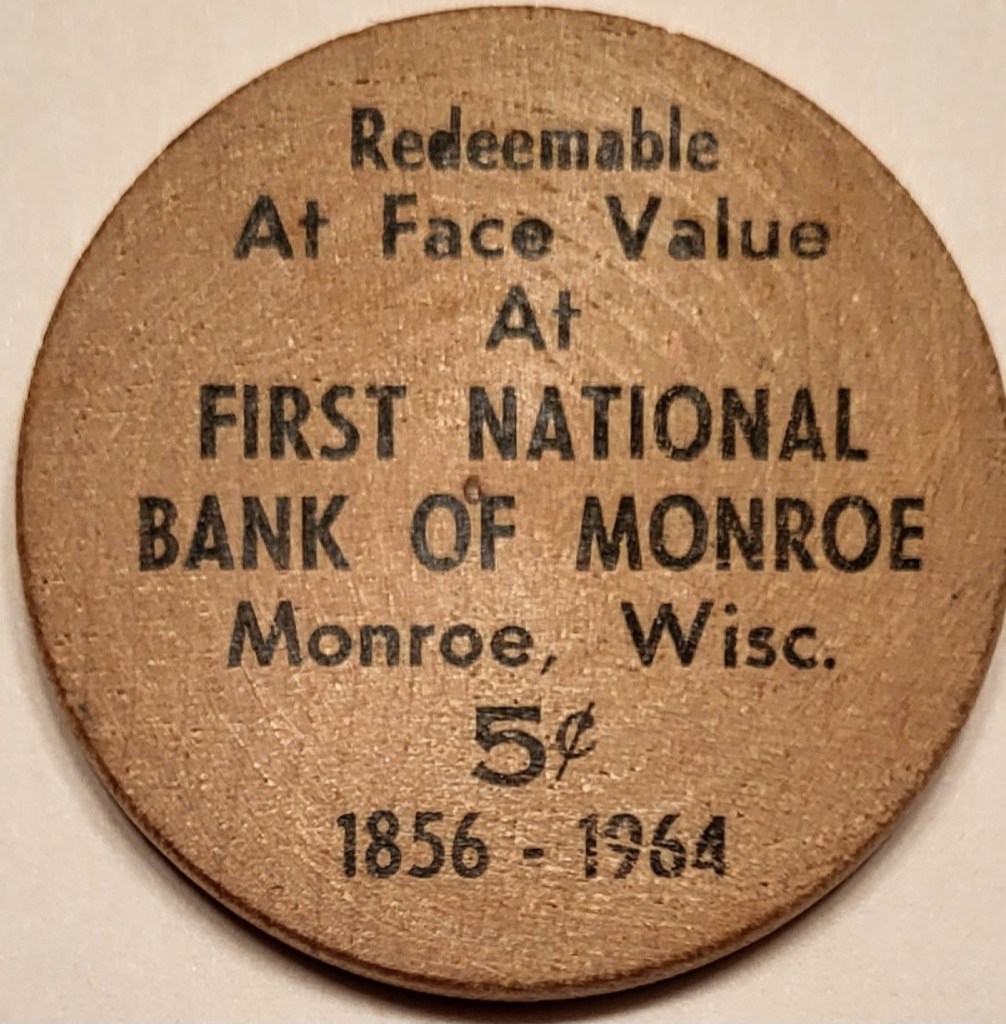 Redeemable
At Face Value
At
FIRST NATIONAL
BANK OF MONROE
Monroe, Wisc.
5¢
1856 - 1964